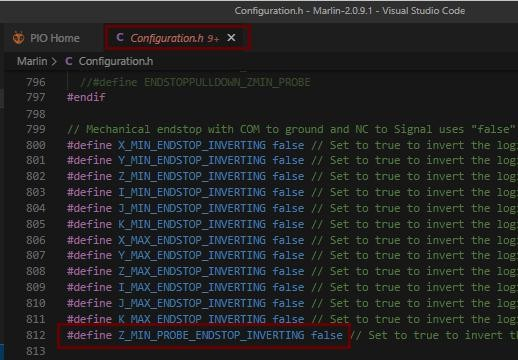 Configuration.h - Marlin-2.0.9.1 - Visual Studio Code
PIO Home
Configuration.h 9+ ×
Marlin > C Configuration.h
796 //#define ENDSTOPPULLDOWN_ZMIN_PROBE
797 #endif
798
799 // Mechanical endstop with COM to ground and NC to Signal uses "false"
800 #define X_MIN_ENDSTOP_INVERTING false // Set to true to invert the logi
801 #define Y_MIN_ENDSTOP_INVERTING false // Set to true to invert the logi
802 #define Z_MIN_ENDSTOP_INVERTING false // Set to true to invert the logi
803 #define I_MIN_ENDSTOP_INVERTING false // Set to true to invert the logi
804 #define J_MIN_ENDSTOP_INVERTING false // Set to true to invert the logi
805 #define K_MIN_ENDSTOP_INVERTING false // Set to true to invert the logi
806 #define X_MAX_ENDSTOP_INVERTING false // Set to true to invert the logi
807 #define Y_MAX_ENDSTOP_INVERTING false // Set to true to invert the logi
808 #define Z_MAX_ENDSTOP_INVERTING false // Set to true to invert the logi
809 #define I_MAX_ENDSTOP_INVERTING false // Set to true to invert the logi
810 #define J_MAX_ENDSTOP_INVERTING false // Set to true to invert the logi
811 #define K_MAX_ENDSTOP_INVERTING false // Set to true to invert the logi
812 #define Z_MIN_PROBE_ENDSTOP_INVERTING false // Set to true to invert th
813